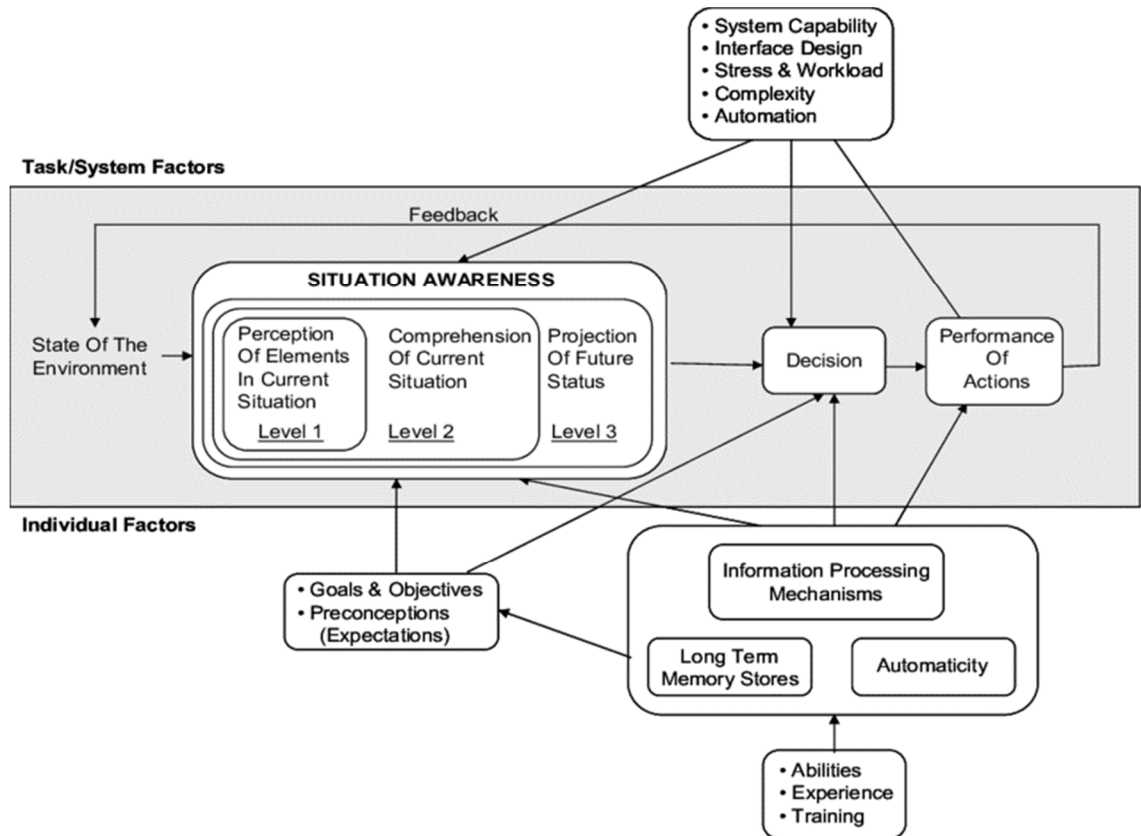 • System Capability
• Interface Design
• Stress & Workload
• Complexity
• Automation
Task/System Factors
Feedback
SITUATION AWARENESS
State Of The
Environment
Perception
Of Elements
In Current
Situation
Level 1
Comprehension
Of Current
Situation
Level 2
Projection
Of Future
Status
Level 3
Decision
Performance
Of
Actions
Individual Factors
• Goals & Objectives
• Preconceptions
(Expectations)
Information Processing
Mechanisms
Long Term
Memory Stores
Automaticity
• Abilities
• Experience
• Training